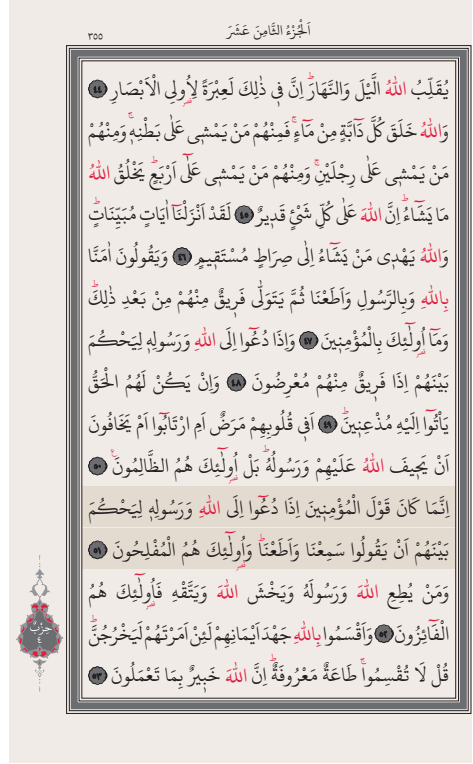 اَلْجُزْءُ الثَّامِنَ عَشَرَ
٣٥٥
يُقَلِّبُ اللّٰهُ الَّيْلَ وَالنَّهَارَۜ اِنَّ ف۪ي ذٰلِكَ لَعِبْرَةً لِاُو۬لِي الْاَبْصَارِ ﴿٤٤﴾
وَاللّٰهُ خَلَقَ كُلَّ دَٓابَّةٍ مِنْ مَٓاءٍۚ فَمِنْهُمْ مَنْ يَمْش۪ي عَلٰى بَطْنِه۪ۚ وَمِنْهُمْ
مَنْ يَمْش۪ي عَلٰى رِجْلَيْنِۚ وَمِنْهُمْ مَنْ يَمْش۪ي عَلٰٓى اَرْبَعٍۜ يَخْلُقُ اللّٰهُ
مَا يَشَٓاءُۜ اِنَّ اللّٰهَ عَلٰى كُلِّ شَيْءٍ قَد۪يرٌ ﴿٤٥﴾ لَقَدْ اَنْزَلْنَٓا اٰيَاتٍ مُبَيِّنَاتٍۜ
وَاللّٰهُ يَهْد۪ي مَنْ يَشَٓاءُ اِلٰى صِرَاطٍ مُسْتَق۪يمٍ ﴿٤٦﴾ وَيَقُولُونَ اٰمَنَّا
بِاللّٰهِ وَبِالرَّسُولِ وَاَطَعْنَا ثُمَّ يَتَوَلّٰى فَر۪يقٌ مِنْهُمْ مِنْ بَعْدِ ذٰلِكَۜ
وَمَٓا اُو۬لٰٓئِكَ بِالْمُؤْمِن۪ينَ ﴿٤٧﴾ وَاِذَا دُعُٓوا اِلَى اللّٰهِ وَرَسُولِه۪ لِيَحْكُمَ
بَيْنَهُمْ اِذَا فَر۪يقٌ مِنْهُمْ مُعْرِضُونَ ﴿٤٨﴾ وَاِنْ يَكُنْ لَهُمُ الْحَقُّ
يَأْتُٓوا اِلَيْهِ مُذْعِن۪ينَۜ ﴿٤٩﴾ اَف۪ي قُلُوبِهِمْ مَرَضٌ اَمِ ارْتَابُٓوا اَمْ يَخَافُونَ
اَنْ يَح۪يفَ اللّٰهُ عَلَيْهِمْ وَرَسُولُهُۜ بَلْ اُو۬لٰٓئِكَ هُمُ الظَّالِمُونَ۟ ﴿٥٠﴾
اِنَّمَا كَانَ قَوْلَ الْمُؤْمِن۪ينَ اِذَا دُعُٓوا اِلَى اللّٰهِ وَرَسُولِه۪ لِيَحْكُمَ
بَيْنَهُمْ اَنْ يَقُولُوا سَمِعْنَا وَاَطَعْنَاۜ وَاُو۬لٰٓئِكَ هُمُ الْمُفْلِحُونَ ﴿٥١﴾
وَمَنْ يُطِعِ اللّٰهَ وَرَسُولَهُ وَيَخْشَ اللّٰهَ وَيَتَّقْهِ فَاُو۬لٰٓئِكَ هُمُ
الْفَٓائِزُونَ ﴿٥٢﴾ وَاَقْسَمُوا بِاللّٰهِ جَهْدَ اَيْمَانِهِمْ لَئِنْ اَمَرْتَهُمْ لَيَخْرُجُنَّۜ
قُلْ لَا تُقْسِمُواۚ طَاعَةٌ مَعْرُوفَةٌۜ اِنَّ اللّٰهَ خَب۪يرٌ بِمَا تَعْمَلُونَ ﴿٥٣﴾
حِزْب
٤